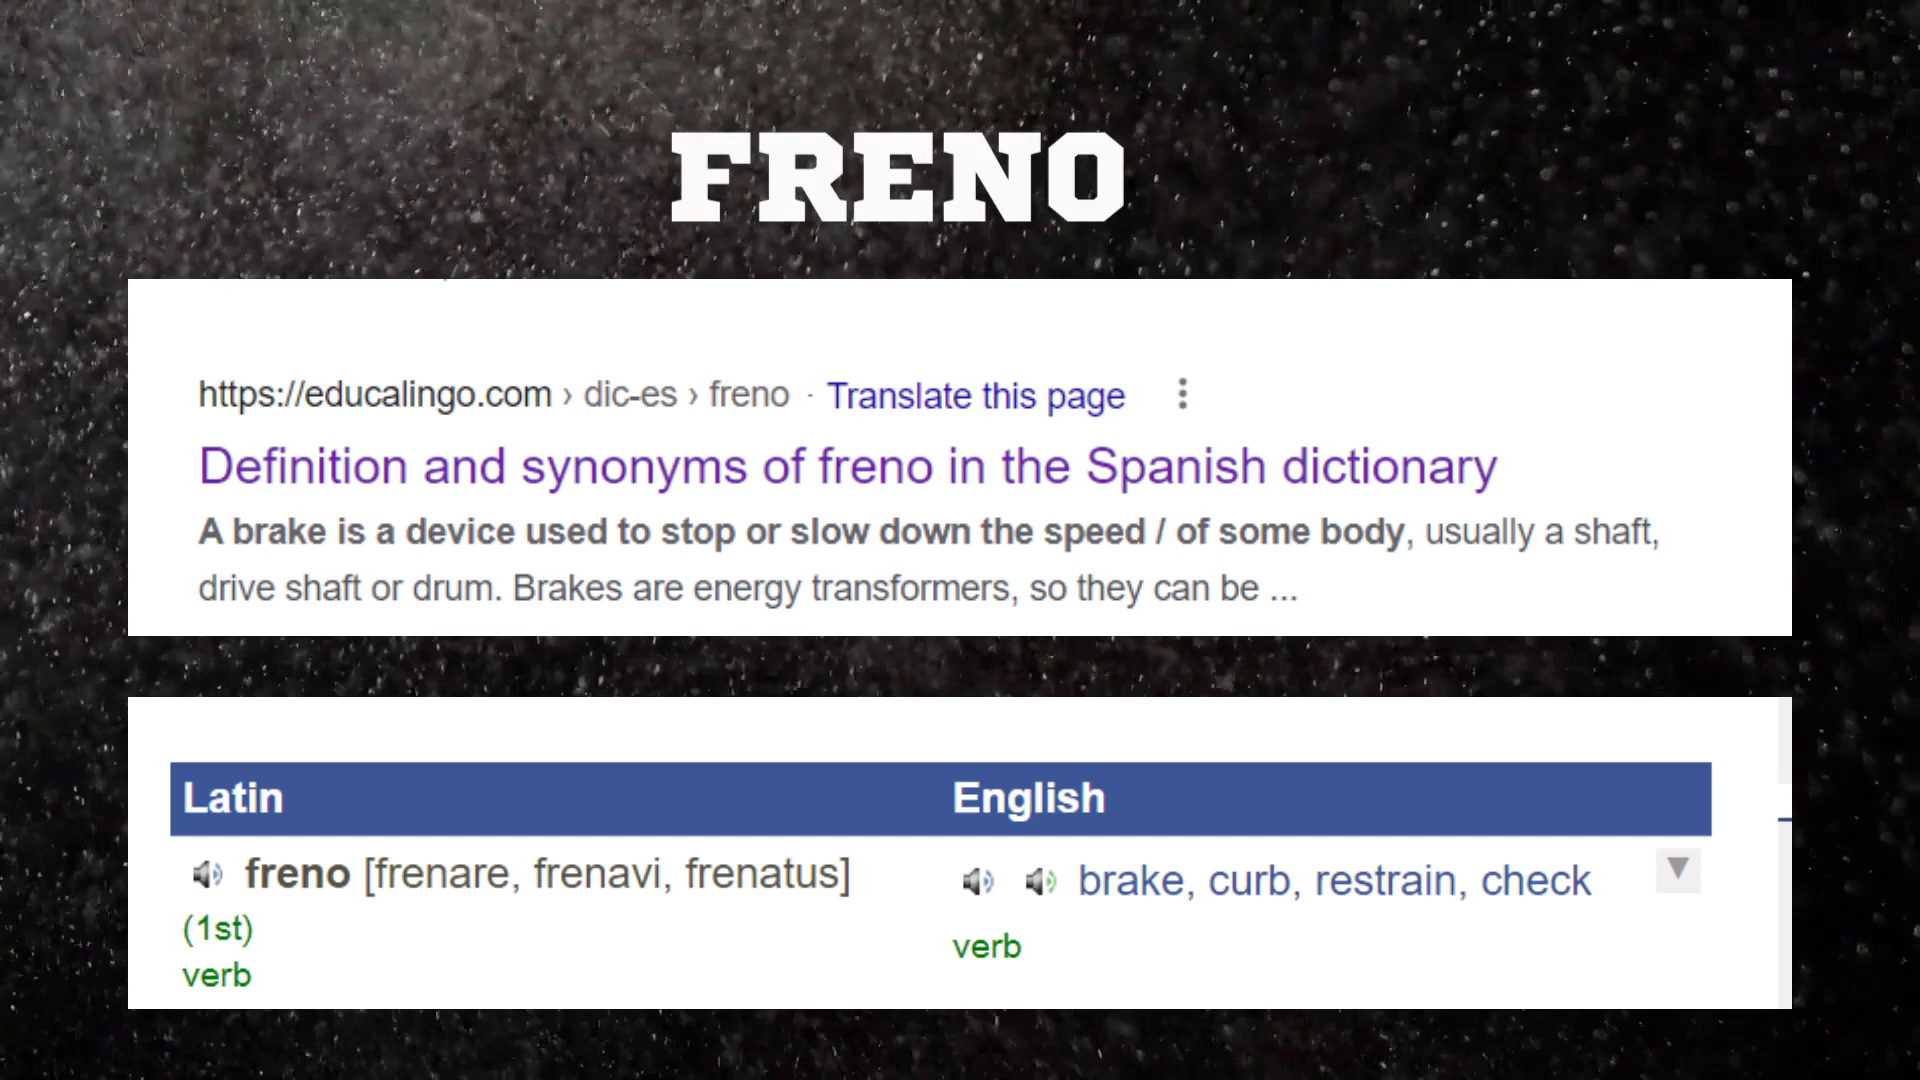 FRENO
https://educalingo.com › dic-es › freno · Translate this page
Definition and synonyms of freno in the Spanish dictionary
A brake is a device used to stop or slow down the speed / of some body, usually a shaft,
drive shaft or drum. Brakes are energy transformers, so they can be ...
Latin English
freno [frenare, frenavi, frenatus] brake, curb, restrain, check
(1st)
verb
verb